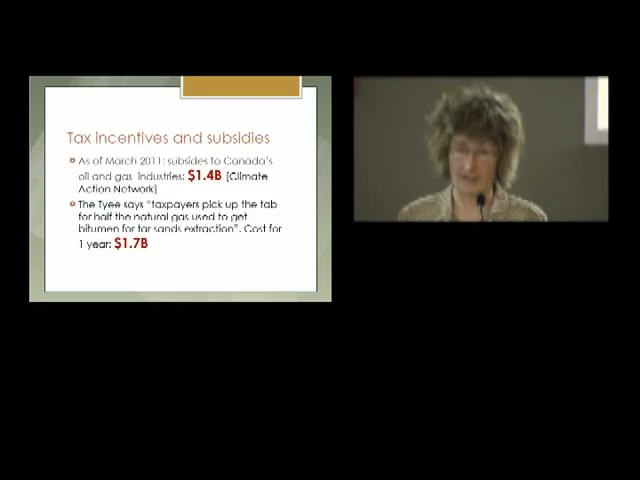 Tax incentives and subsidies
As of March 2011: subsides to Canada's
oil and gas industries: $1.4B [Climate
Action Network]
The Tyee says "taxpayers pick up the tab
for half the natural gas used to get
bitumen for tar sands extraction". Cost for
1 year: $1.7B